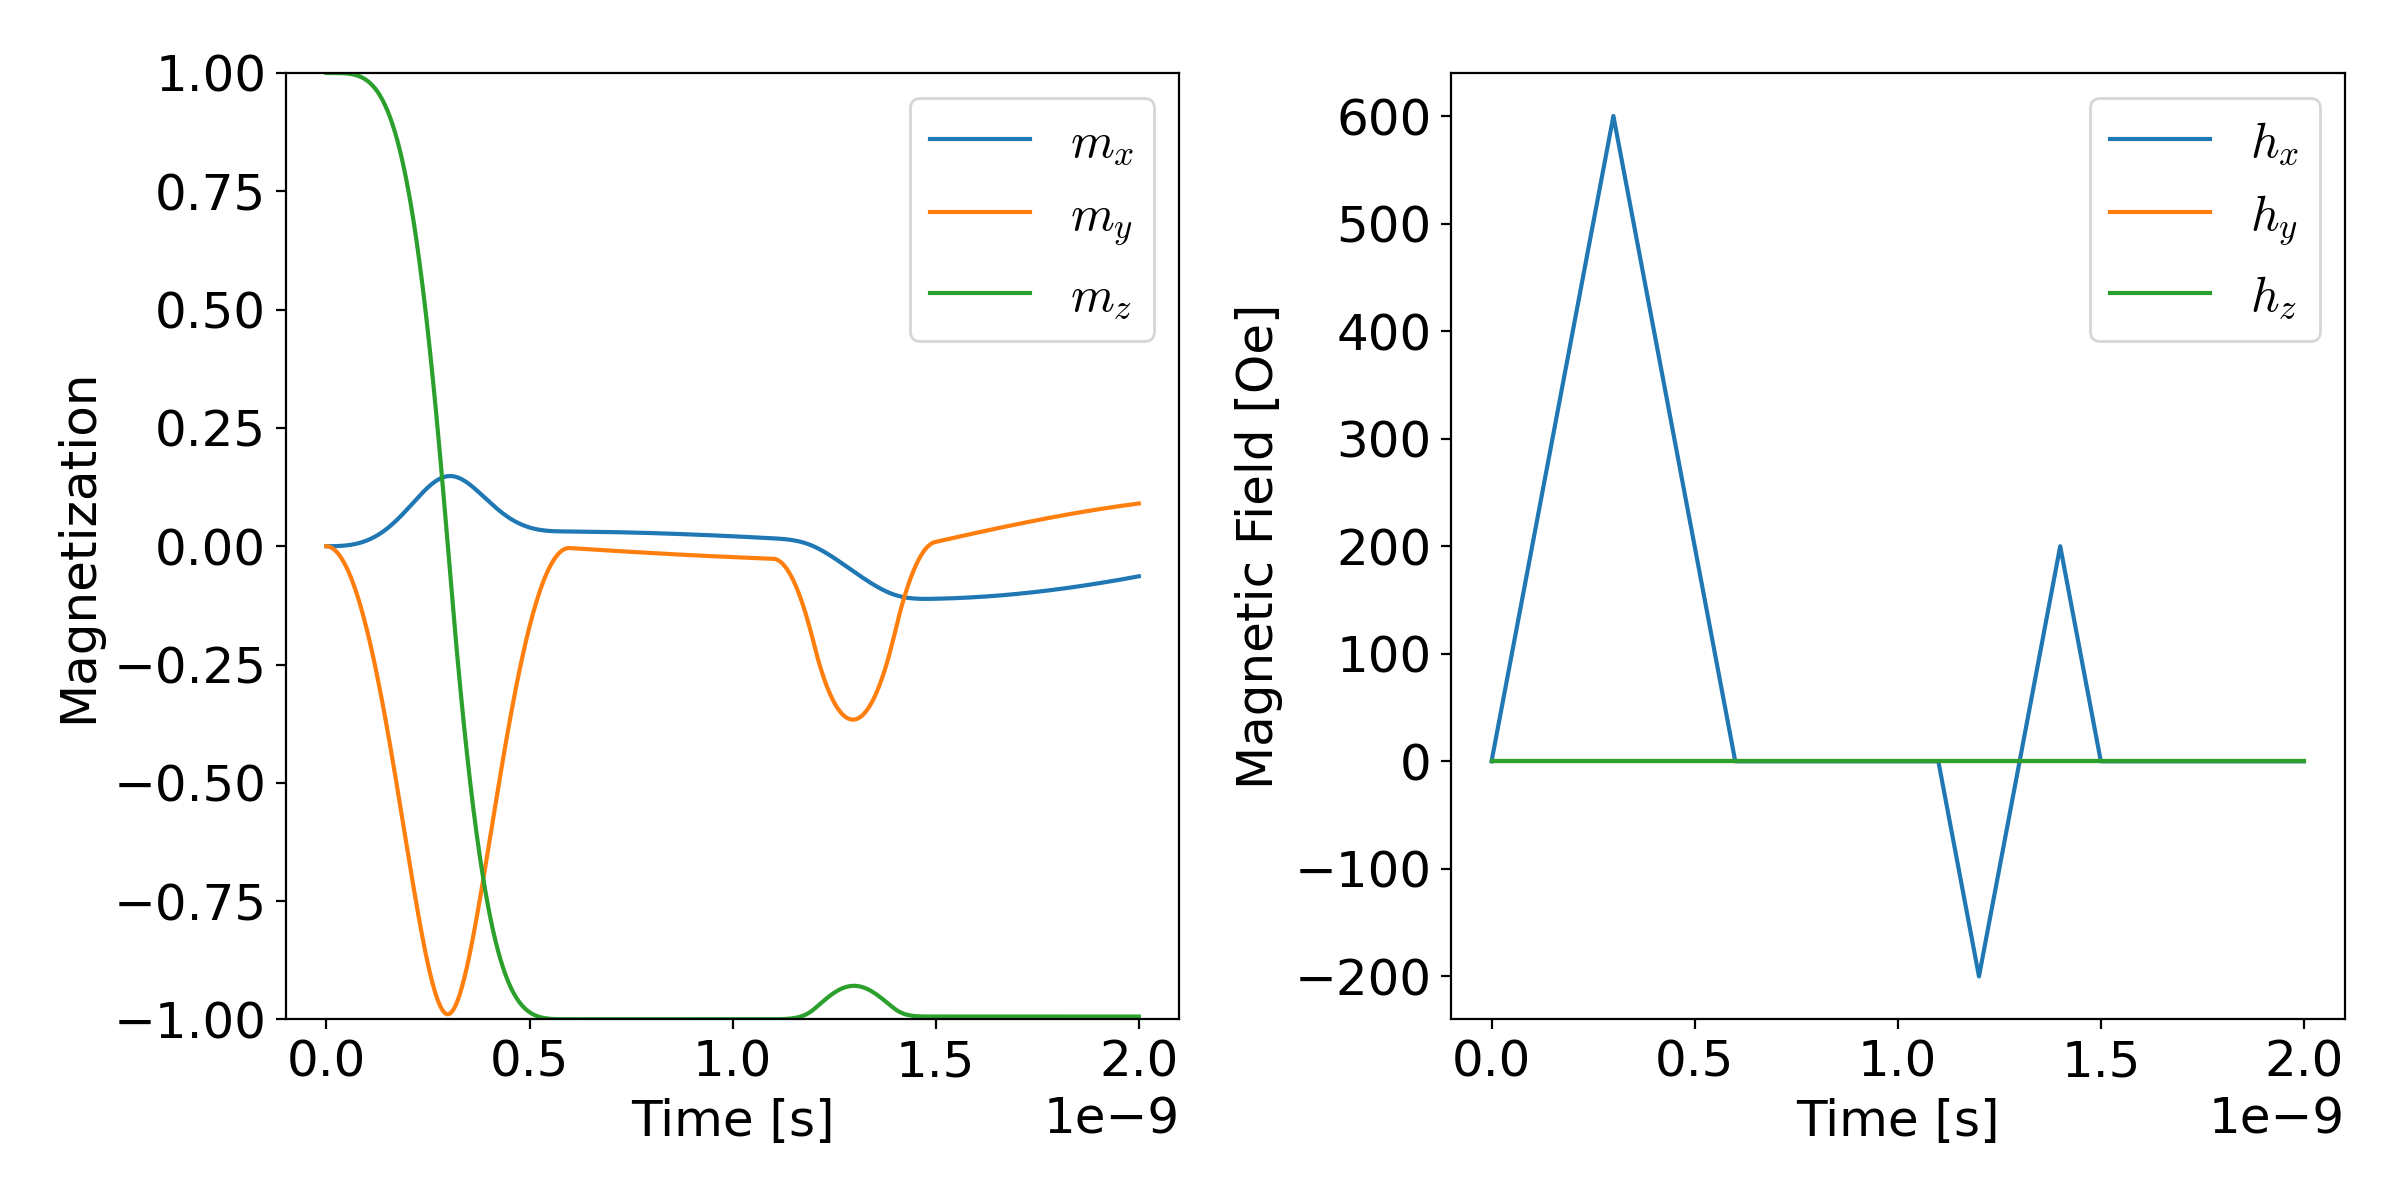 Magnetization
1.00
0.75
0.50
0.25
0.00
−0.25
−0.50
−0.75
−1.00
0.0 0.5 1.0 1.5 2.0
Time [s]
1e−9
m_x
m_y
m_z
Magnetic Field [Oe]
600
500
400
300
200
100
0
−100
−200
0.0 0.5 1.0 1.5 2.0
Time [s]
1e−9
h_x
h_y
h_z